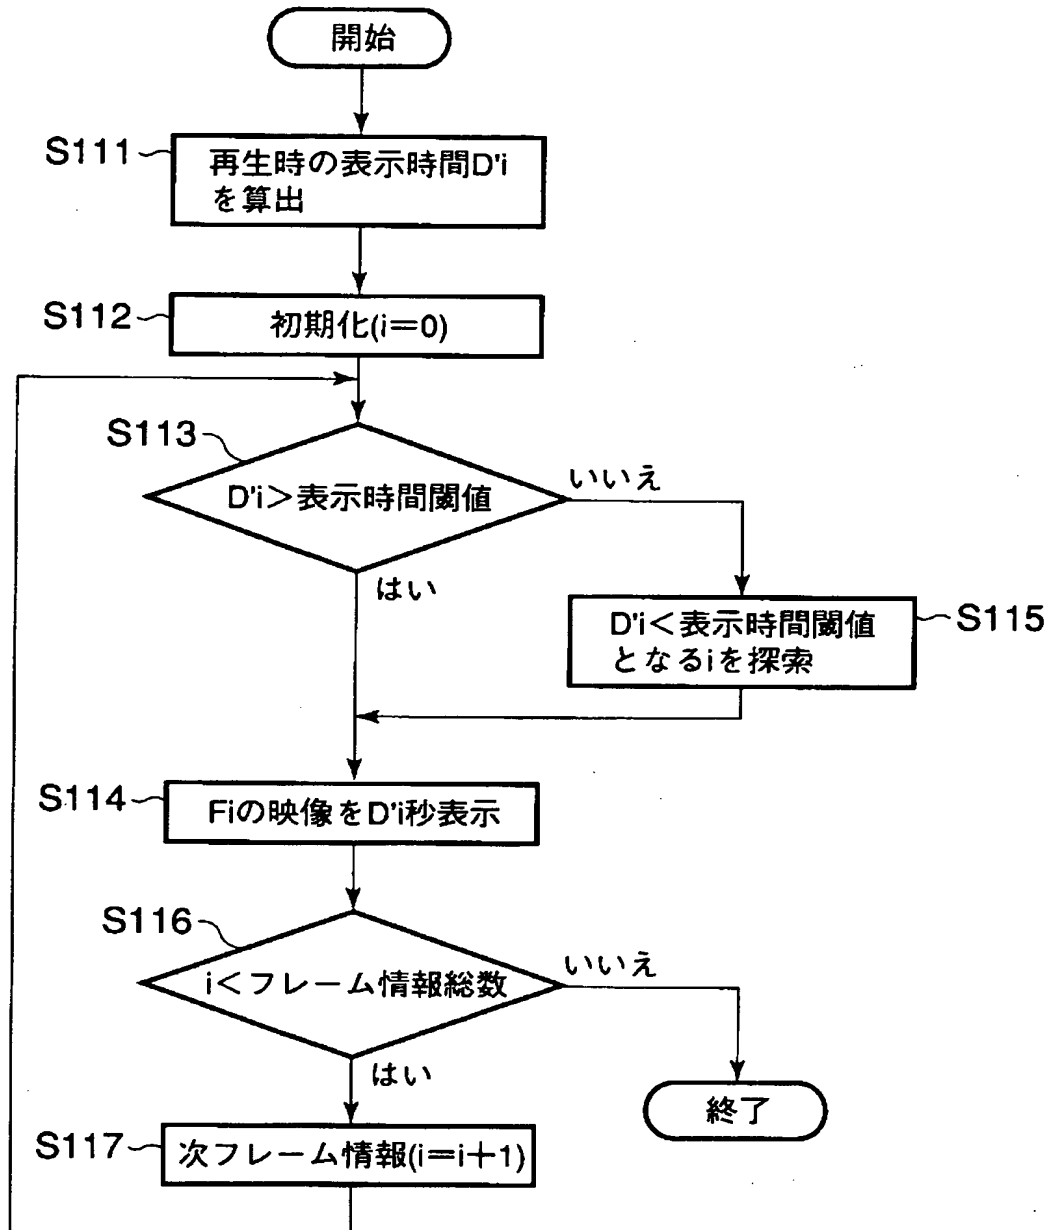 開始
S111
再生時の表示時間D'i
を算出
S112
初期化(i=0)
S113
D'i>表示時間閾値
いいえ
はい
S115
D'i<表示時間閾値
となるiを探索
S114
Fiの映像をD'i秒表示
S116
i<フレーム情報総数
いいえ
はい
終了
S117
次フレーム情報(i=i+1)